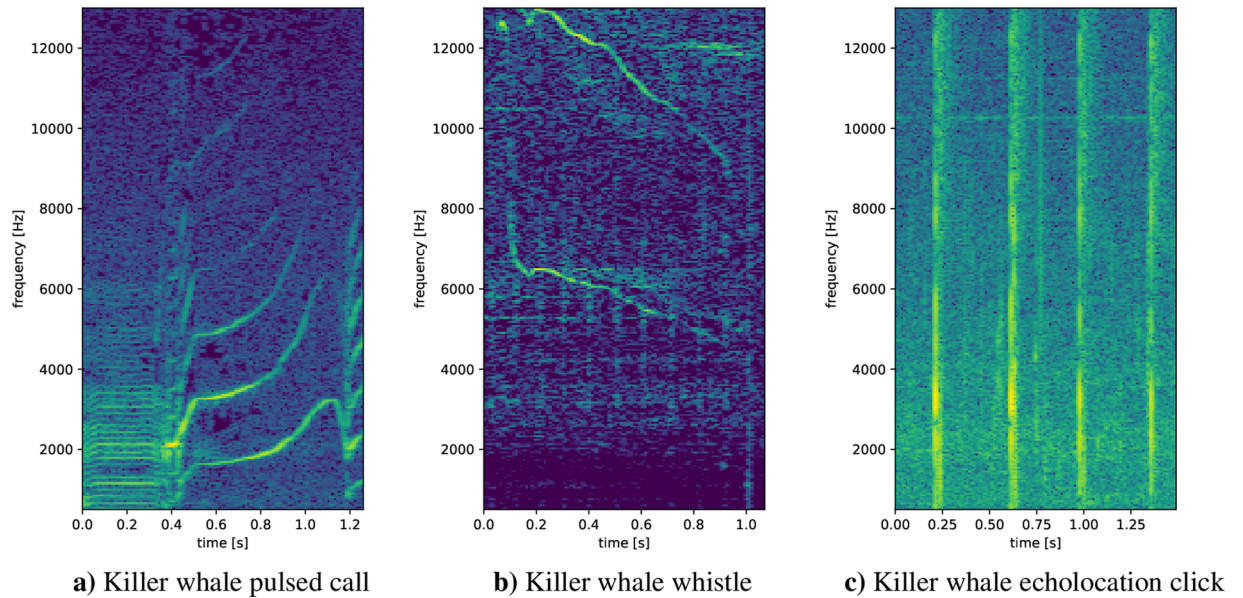 12000
10000
8000
6000
4000
2000
frequency [Hz]
0.0 0.2 0.4 0.6 0.8 1.0 1.2
time [s]
a) Killer whale pulsed call
12000
10000
8000
6000
4000
2000
frequency [Hz]
0.0 0.2 0.4 0.6 0.8 1.0
time [s]
b) Killer whale whistle
12000
10000
8000
6000
4000
2000
frequency [Hz]
0.00 0.25 0.50 0.75 1.00 1.25
time [s]
c) Killer whale echolocation click